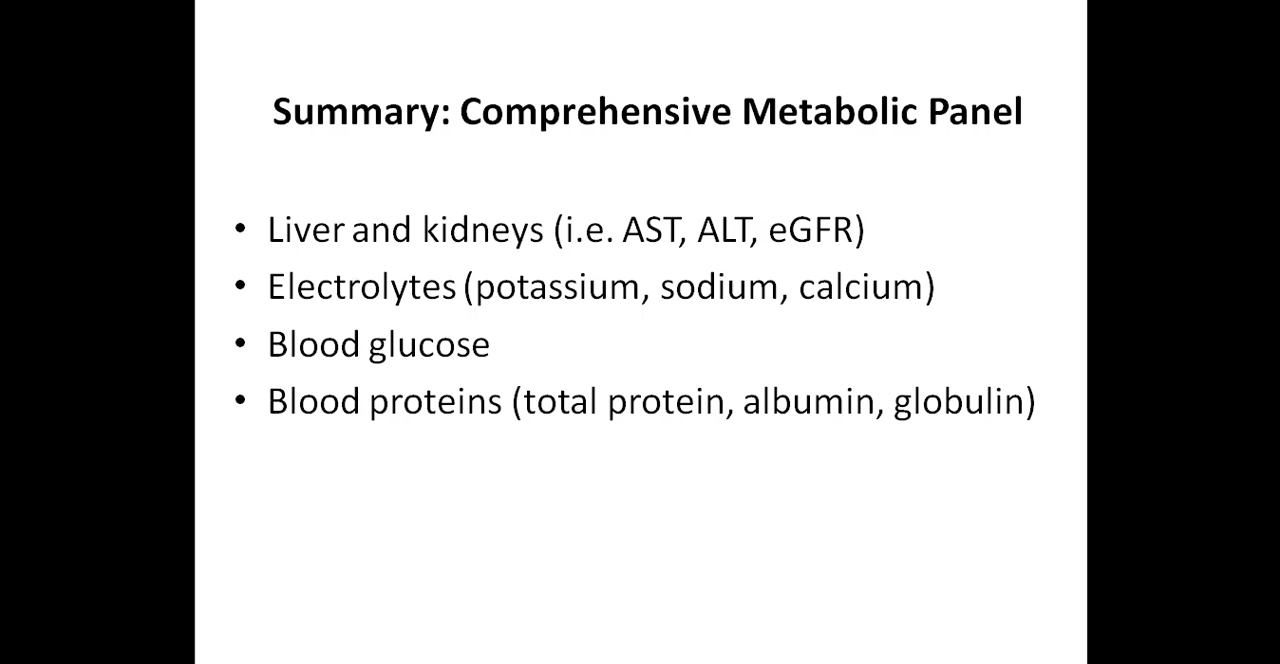 Summary: Comprehensive Metabolic Panel
• Liver and kidneys (i.e. AST, ALT, eGFR)
• Electrolytes (potassium, sodium, calcium)
• Blood glucose
• Blood proteins (total protein, albumin, globulin)